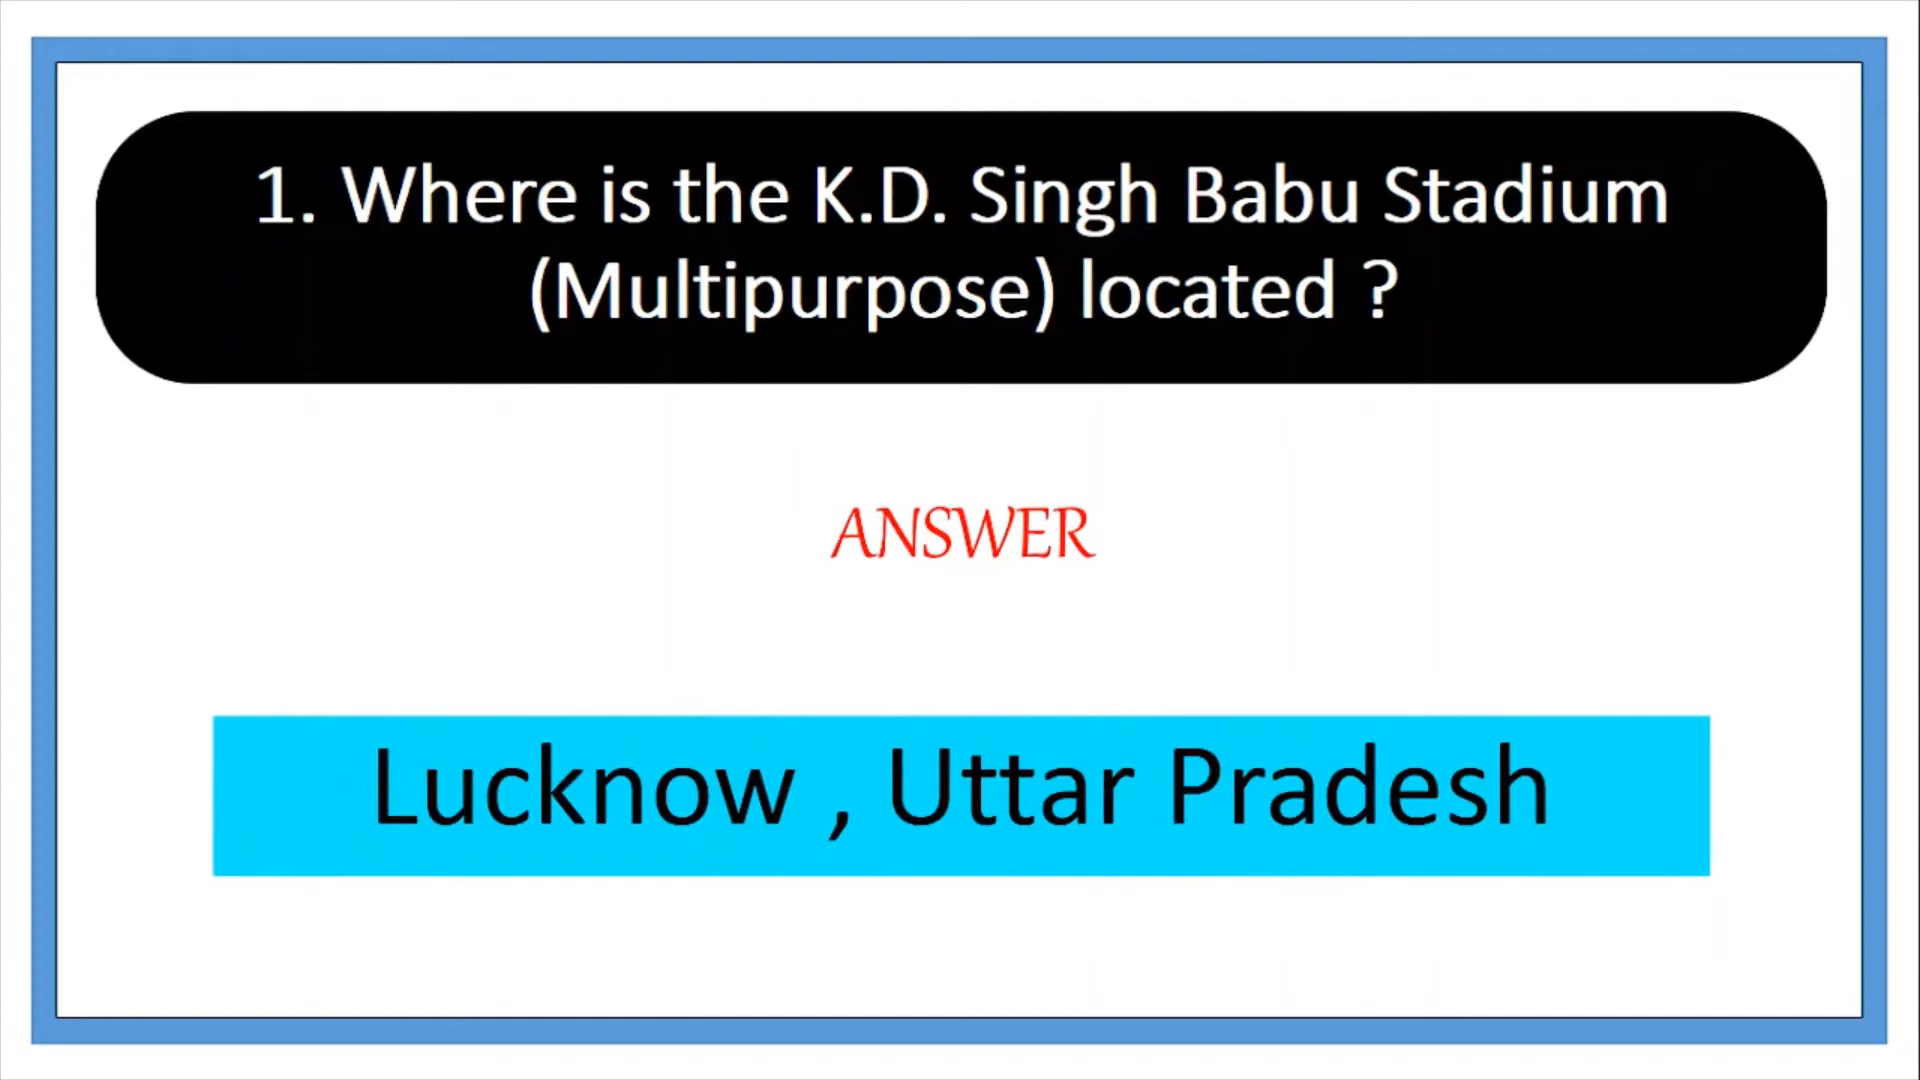 1. Where is the K.D. Singh Babu Stadium
(Multipurpose) located ?
ANSWER
Lucknow , Uttar Pradesh